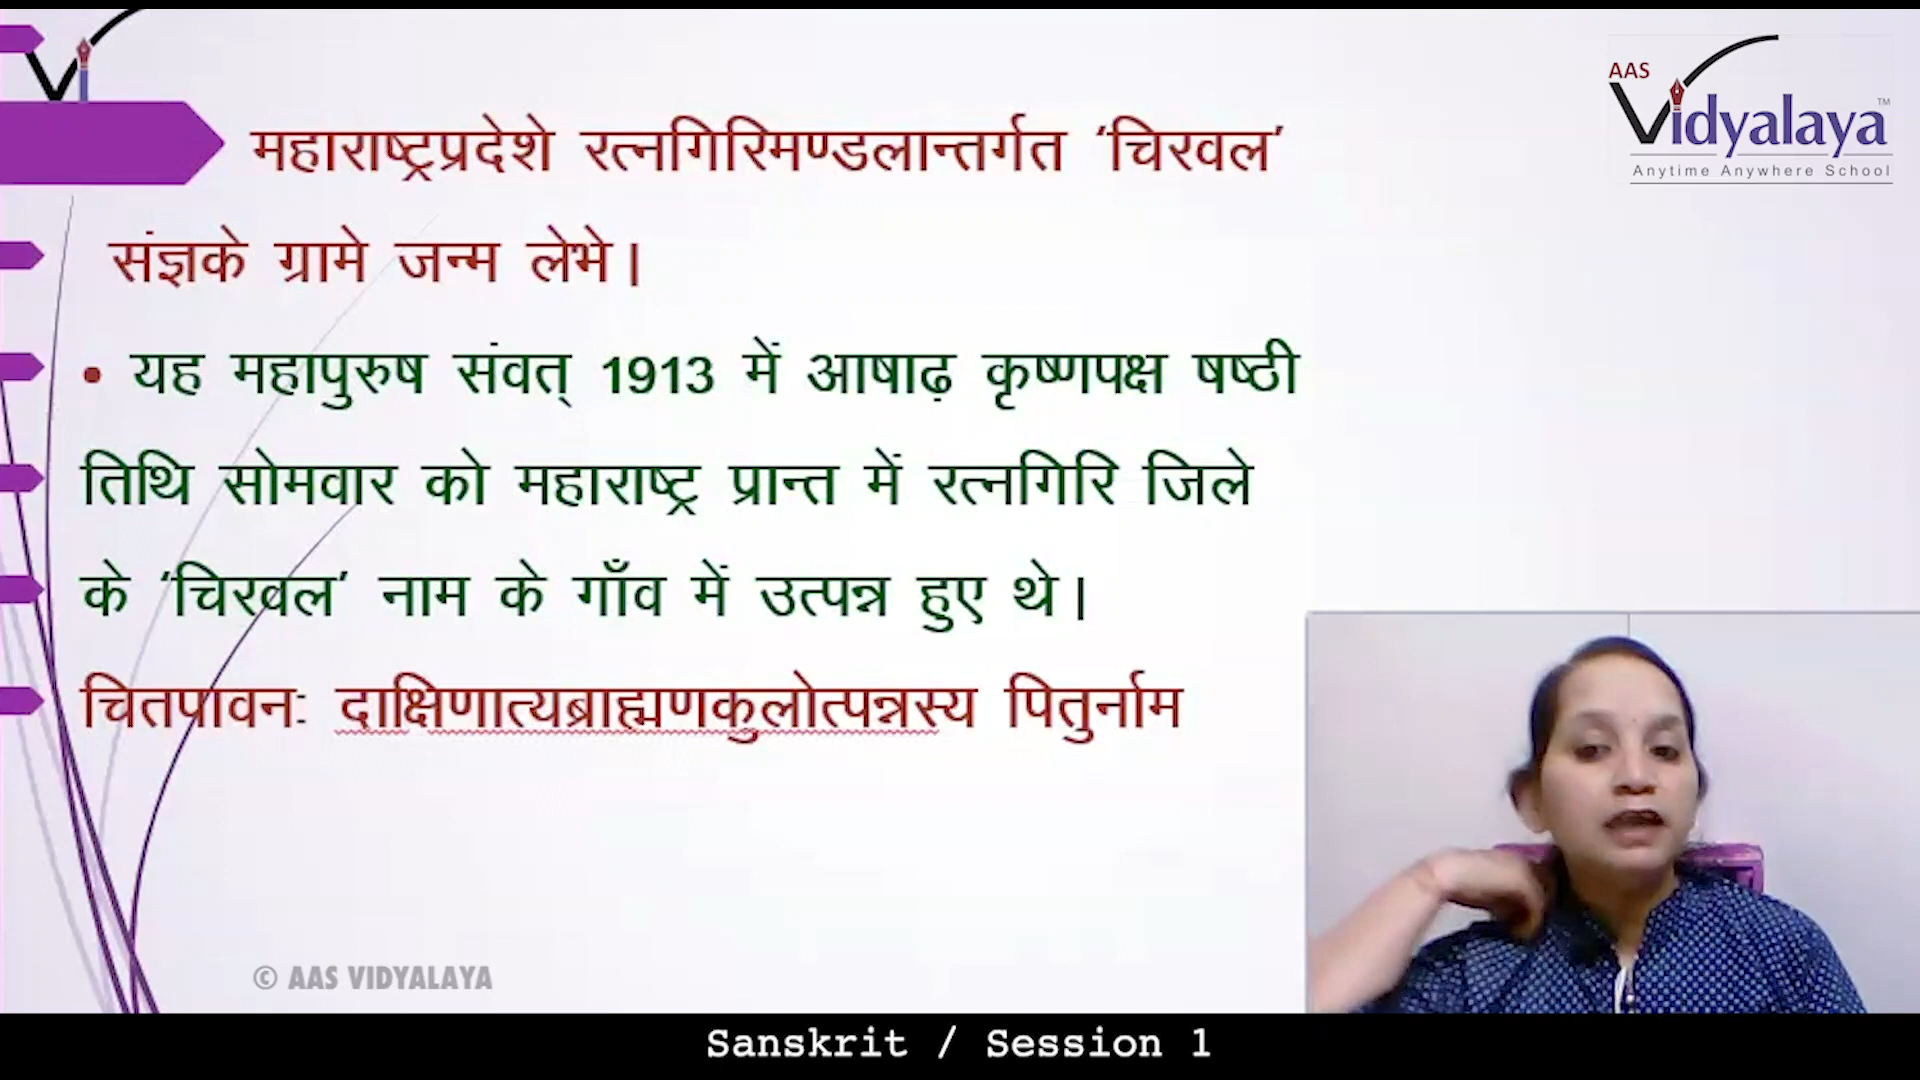 AAS
Vidyalaya™
Anytime Anywhere School
महाराष्ट्रप्रदेशे रत्नगिरिमण्डलान्तर्गत ‘चिरवल’
संज्ञके ग्रामे जन्म लेभे।
• यह महापुरुष संवत् 1913 में आषाढ़ कृष्णपक्ष षष्ठी
तिथि सोमवार को महाराष्ट्र प्रान्त में रत्नगिरि जिले
के ‘चिरवल’ नाम के गाँव में उत्पन्न हुए थे।
चितपावन: दाक्षिणात्यब्राह्मणकुलोत्पन्नस्य पितुर्नाम
© AAS VIDYALAYA
Sanskrit / Session 1